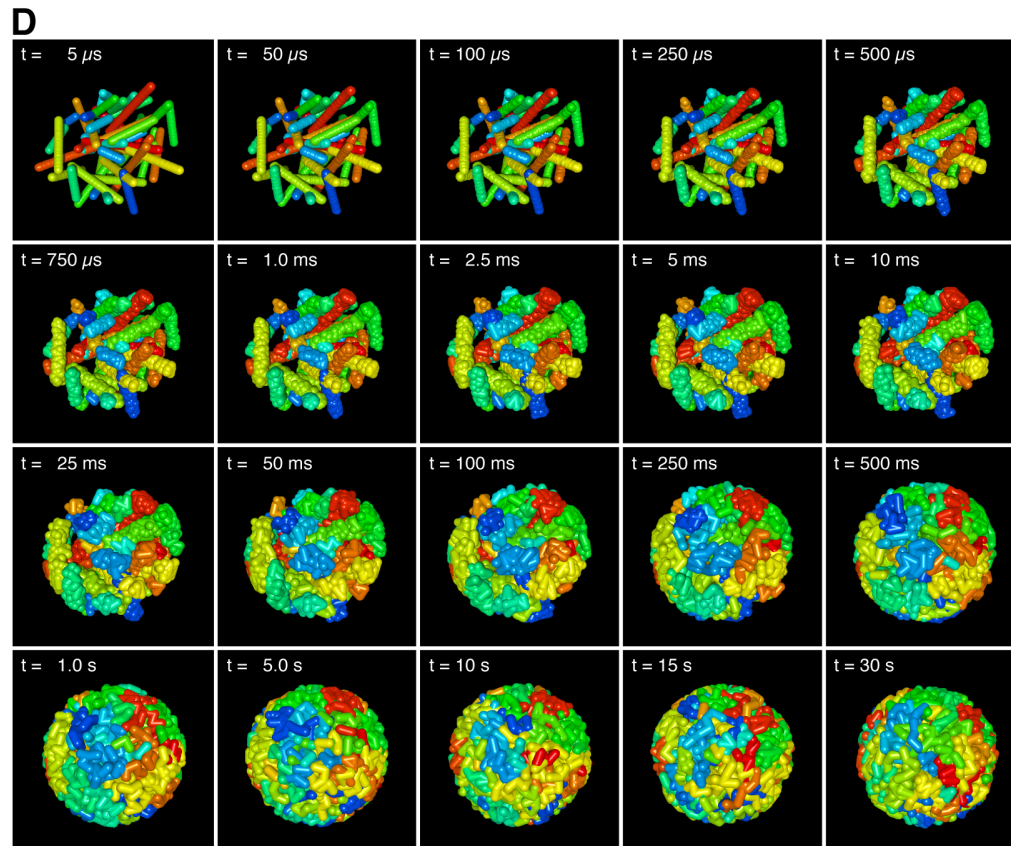 D
t = 5 µs
t = 50 µs
t = 100 µs
t = 250 µs
t = 500 µs
t = 750 µs
t = 1.0 ms
t = 2.5 ms
t = 5 ms
t = 10 ms
t = 25 ms
t = 50 ms
t = 100 ms
t = 250 ms
t = 500 ms
t = 1.0 s
t = 5.0 s
t = 10 s
t = 15 s
t = 30 s